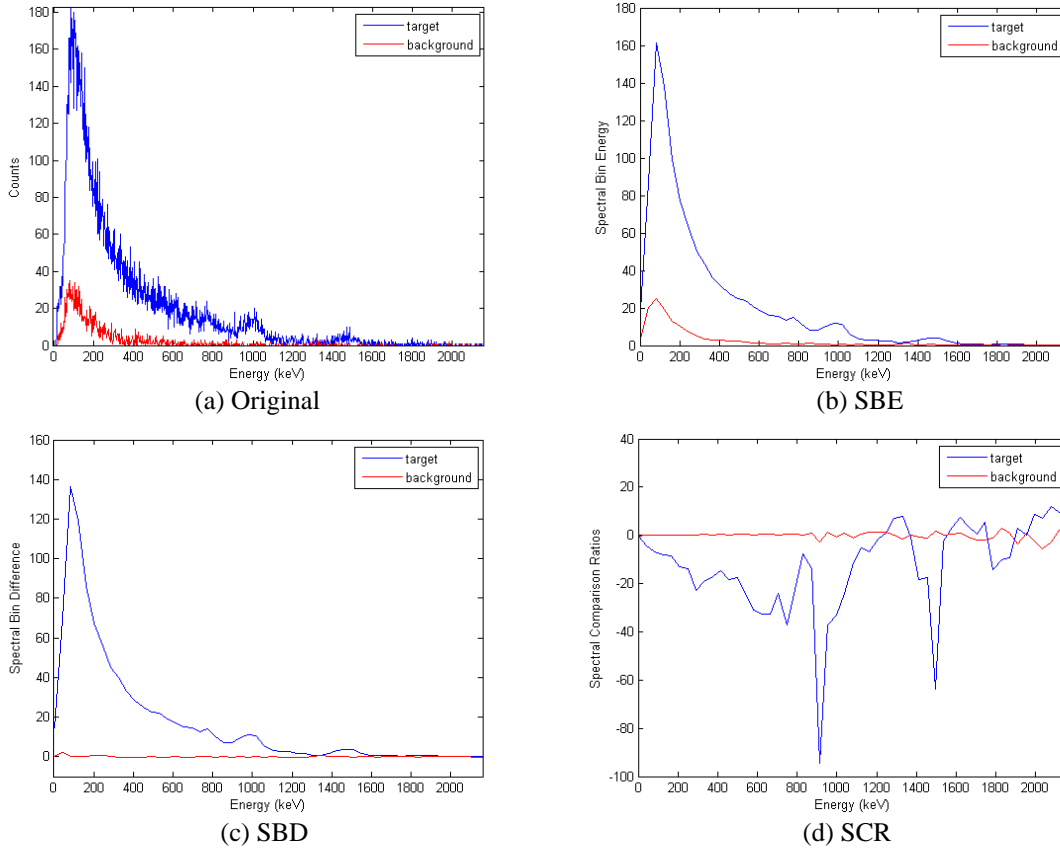 180
160
140
120
100
80
60
40
20
0
Counts
0 200 400 600 800 1000 1200 1400 1600 1800 2000
Energy (keV)
target
background
(a) Original
180
160
140
120
100
80
60
40
20
0
Spectral Bin Energy
0 200 400 600 800 1000 1200 1400 1600 1800 2000
Energy (keV)
target
background
(b) SBE
160
140
120
100
80
60
40
20
0
Spectral Bin Difference
0 200 400 600 800 1000 1200 1400 1600 1800 2000
Energy (keV)
target
background
(c) SBD
40
20
0
-20
-40
-60
-80
-100
Spectral Comparison Ratios
0 200 400 600 800 1000 1200 1400 1600 1800 2000
Energy (keV)
target
background
(d) SCR